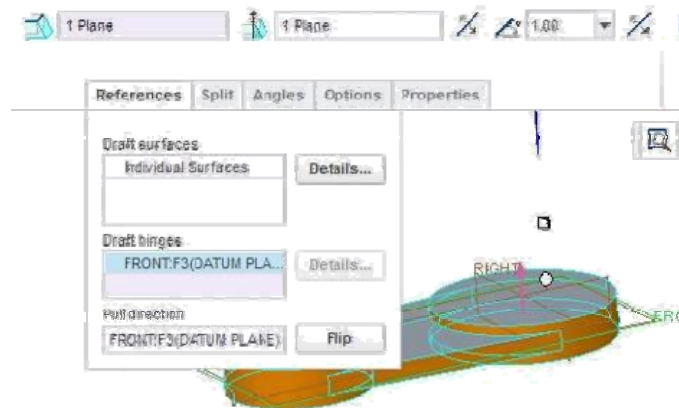 1 Plane 1 Plane 1.00
References Split Angles Options Properties
Draft surfaces
Individual Surfaces Details...
Draft hinges
FRONT:F3(DATUM PLA... Details...
Pull direction
FRONT:F3(DATUM PLANE) Flip
RIGHT
FRO